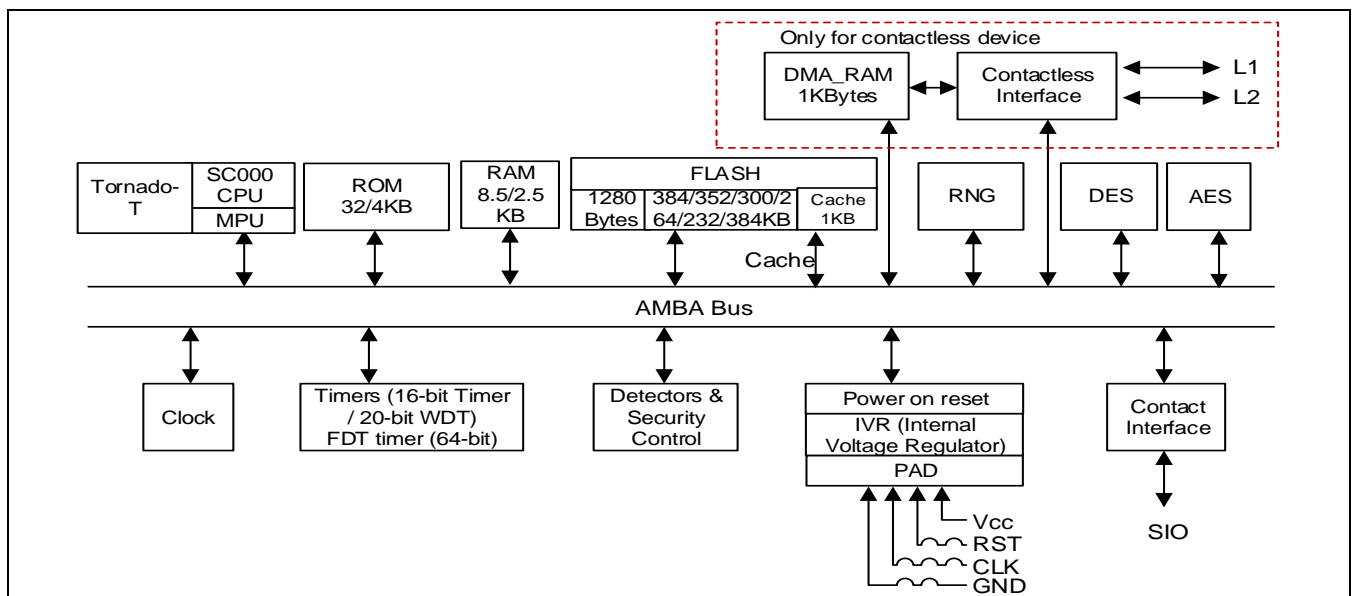 Only for contactless device
DMA_RAM
1KBytes
Contactless
Interface
L1
L2
Tornado-
T
SC000
CPU
MPU
ROM
32/4KB
RAM
8.5/2.5
KB
FLASH
1280
Bytes
384/352/300/2
64/232/384KB
Cache
1KB
RNG
DES
AES
Cache
AMBA Bus
Clock
Timers (16-bit Timer
/ 20-bit WDT)
FDT timer (64-bit)
Detectors &
Security
Control
Power on reset
IVR (Internal
Voltage Regulator)
PAD
Contact
Interface
Vcc
RST
CLK
GND
SIO